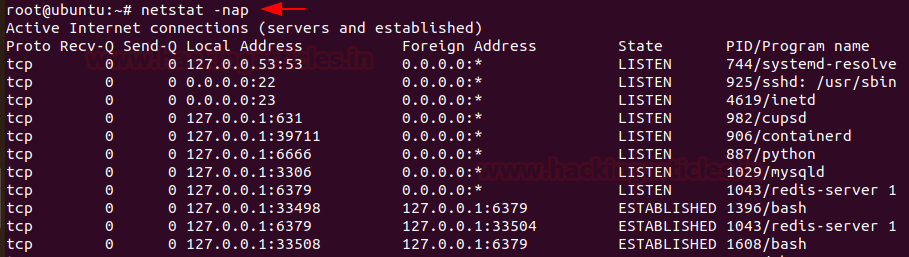 root@ubuntu:~# netstat -nap
Active Internet connections (servers and established)
Proto Recv-Q Send-Q Local Address           Foreign Address         State       PID/Program name
tcp        0      0 127.0.0.53:53           0.0.0.0:*               LISTEN      744/systemd-resolve
tcp        0      0 0.0.0.0:22              0.0.0.0:*               LISTEN      925/sshd: /usr/sbin
tcp        0      0 0.0.0.0:23              0.0.0.0:*               LISTEN      4619/inetd
tcp        0      0 127.0.0.1:631           0.0.0.0:*               LISTEN      982/cupsd
tcp        0      0 127.0.0.1:39711         0.0.0.0:*               LISTEN      906/containerd
tcp        0      0 127.0.0.1:6666          0.0.0.0:*               LISTEN      887/python
tcp        0      0 127.0.0.1:3306          0.0.0.0:*               LISTEN      1029/mysqld
tcp        0      0 127.0.0.1:6379          0.0.0.0:*               LISTEN      1043/redis-server 1
tcp        0      0 127.0.0.1:33498         127.0.0.1:6379          ESTABLISHED 1396/bash
tcp        0      0 127.0.0.1:6379          127.0.0.1:33504         ESTABLISHED 1043/redis-server 1
tcp        0      0 127.0.0.1:33508         127.0.0.1:6379          ESTABLISHED 1608/bash